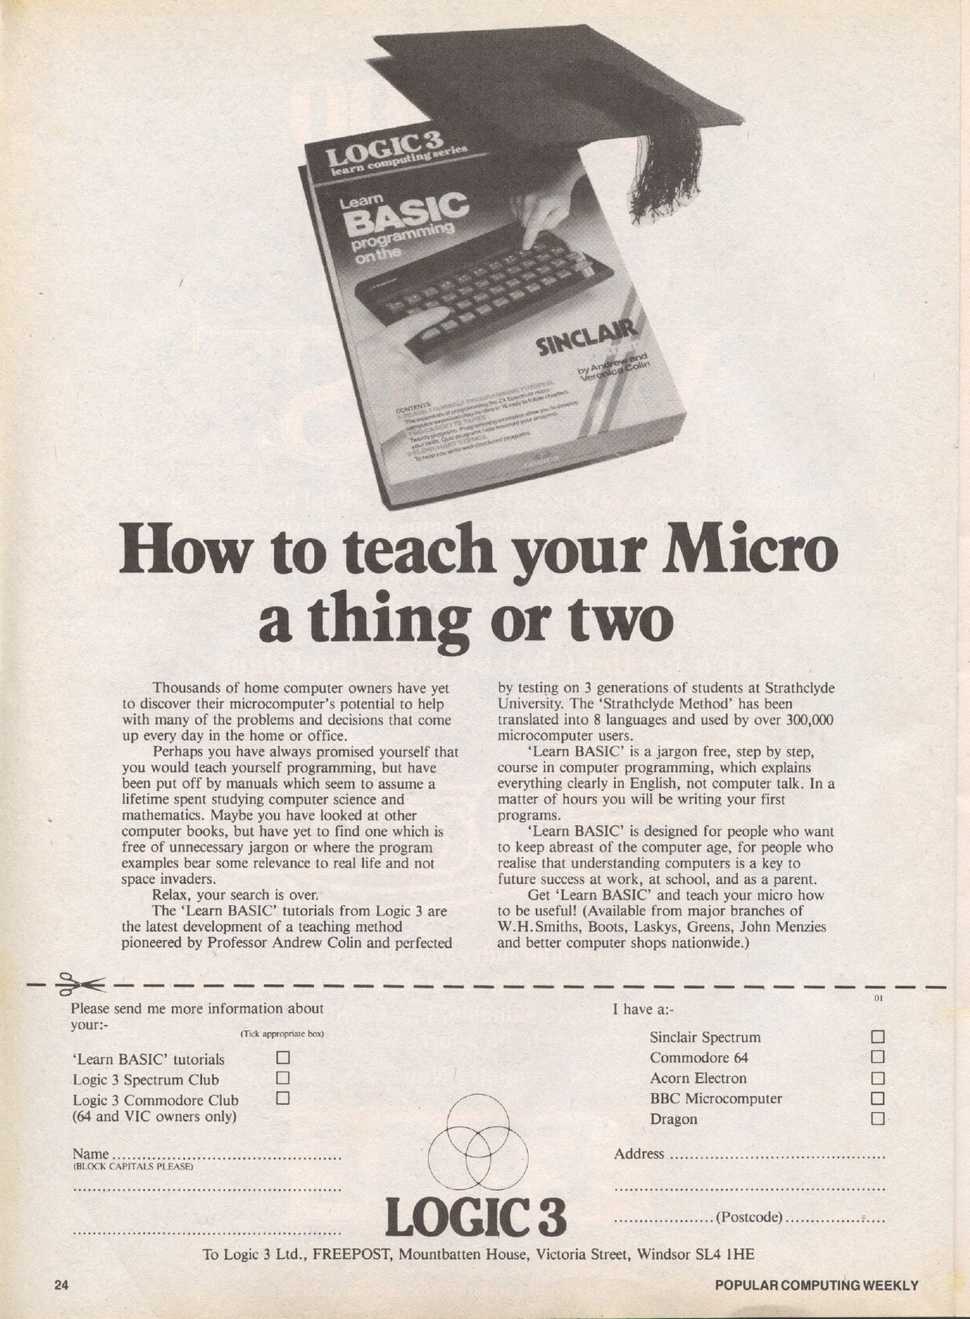 LOGIC 3
learn computing series
Learn
BASIC
programming
on the
SINCLAIR
by Andrew and
Veronica Colin
CONTENTS
How to teach your Micro
a thing or two
Thousands of home computer owners have yet
to discover their microcomputer's potential to help
with many of the problems and decisions that come
up every day in the home or office.
Perhaps you have always promised yourself that
you would teach yourself programming, but have
been put off by manuals which seem to assume a
lifetime spent studying computer science and
mathematics. Maybe you have looked at other
computer books, but have yet to find one which is
free of unnecessary jargon or where the program
examples bear some relevance to real life and not
space invaders.
Relax, your search is over.
The 'Learn BASIC' tutorials from Logic 3 are
the latest development of a teaching method
pioneered by Professor Andrew Colin and perfected
by testing on 3 generations of students at Strathclyde
University. The 'Strathclyde Method' has been
translated into 8 languages and used by over 300,000
microcomputer users.
'Learn BASIC' is a jargon free, step by step,
course in computer programming, which explains
everything clearly in English, not computer talk. In a
matter of hours you will be writing your first
programs.
'Learn BASIC' is designed for people who want
to keep abreast of the computer age, for people who
realise that understanding computers is a key to
future success at work, at school, and as a parent.
Get 'Learn BASIC' and teach your micro how
to be useful! (Available from major branches of
W.H.Smiths, Boots, Laskys, Greens, John Menzies
and better computer shops nationwide.)
Please send me more information about
your:-
(Tick appropriate box)
'Learn BASIC' tutorials
Logic 3 Spectrum Club
Logic 3 Commodore Club
(64 and VIC owners only)
01
I have a:-
Sinclair Spectrum
Commodore 64
Acorn Electron
BBC Microcomputer
Dragon
Name
(BLOCK CAPITALS PLEASE)
Address
(Postcode)
LOGIC 3
To Logic 3 Ltd., FREEPOST, Mountbatten House, Victoria Street, Windsor SL4 1HE
24
POPULAR COMPUTING WEEKLY